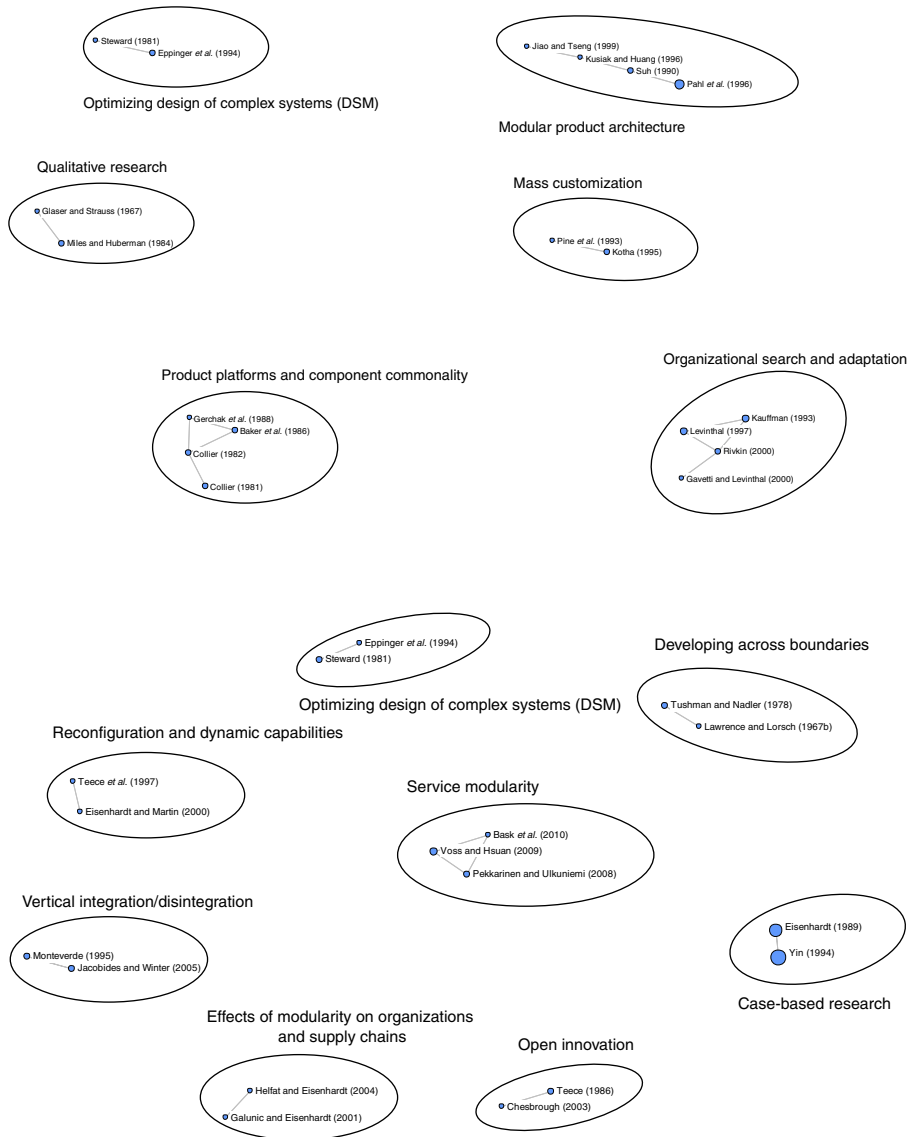 Steward (1981)
Eppinger et al. (1994)
Optimizing design of complex systems (DSM)
Jiao and Tseng (1999)
Kusiak and Huang (1996)
Suh (1990)
Pahl et al. (1996)
Modular product architecture
Qualitative research
Glaser and Strauss (1967)
Miles and Huberman (1984)
Mass customization
Pine et al. (1993)
Kotha (1995)
Product platforms and component commonality
Gerchak et al. (1988)
Baker et al. (1986)
Collier (1982)
Collier (1981)
Organizational search and adaptation
Kauffman (1993)
Levinthal (1997)
Rivkin (2000)
Gavetti and Levinthal (2000)
Eppinger et al. (1994)
Steward (1981)
Optimizing design of complex systems (DSM)
Developing across boundaries
Tushman and Nadler (1978)
Lawrence and Lorsch (1967b)
Reconfiguration and dynamic capabilities
Teece et al. (1997)
Eisenhardt and Martin (2000)
Service modularity
Bask et al. (2010)
Voss and Hsuan (2009)
Pekkarinen and Ulkuniemi (2008)
Vertical integration/disintegration
Monteverde (1995)
Jacobides and Winter (2005)
Eisenhardt (1989)
Yin (1994)
Case-based research
Effects of modularity on organizations
and supply chains
Helfat and Eisenhardt (2004)
Galunic and Eisenhardt (2001)
Open innovation
Teece (1986)
Chesbrough (2003)